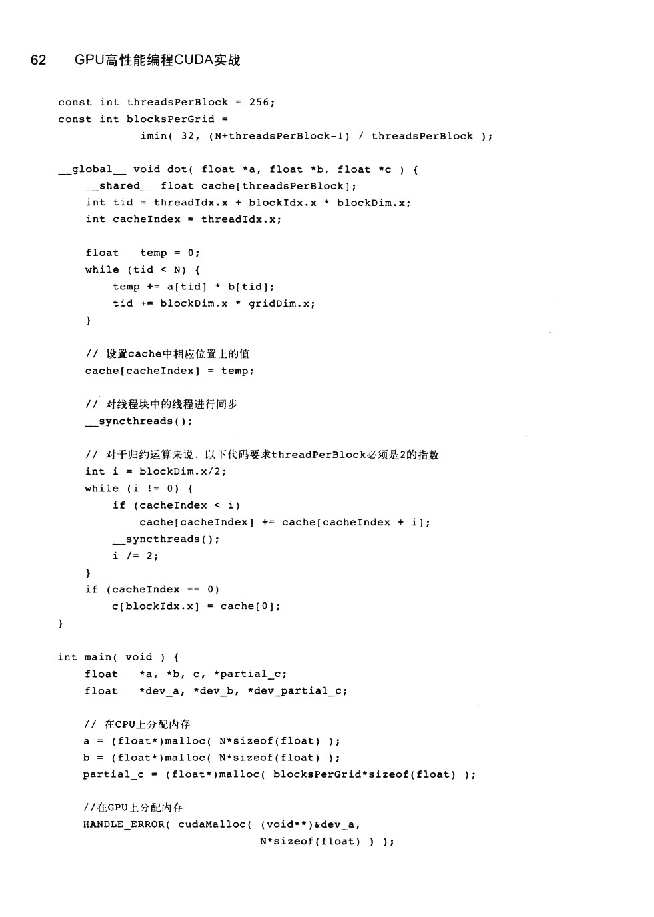 62 GPU高性能编程CUDA实战
const int threadsPerBlock = 256;
const int blocksPerGrid =
imin( 32, (N+threadsPerBlock-1) / threadsPerBlock );
__global__ void dot( float *a, float *b, float *c ) {
__shared__ float cache[threadsPerBlock];
int tid = threadIdx.x + blockIdx.x * blockDim.x;
int cacheIndex = threadIdx.x;
float temp = 0;
while (tid < N) {
temp += a[tid] * b[tid];
tid += blockDim.x * gridDim.x;
}
// 设置cache中相应位置上的值
cache[cacheIndex] = temp;
// 对线程块中的线程进行同步
__syncthreads();
// 对于归约运算来说，以下代码要求threadPerBlock必须是2的指数
int i = blockDim.x/2;
while (i != 0) {
if (cacheIndex < i)
cache[cacheIndex] += cache[cacheIndex + i];
__syncthreads();
i /= 2;
}
if (cacheIndex == 0)
c[blockIdx.x] = cache[0];
}
int main( void ) {
float *a, *b, c, *partial_c;
float *dev_a, *dev_b, *dev_partial_c;
// 在CPU上分配内存
a = (float*)malloc( N*sizeof(float) );
b = (float*)malloc( N*sizeof(float) );
partial_c = (float*)malloc( blocksPerGrid*sizeof(float) );
//在GPU上分配内存
HANDLE_ERROR( cudaMalloc( (void**)&dev_a,
N*sizeof(float) ) );